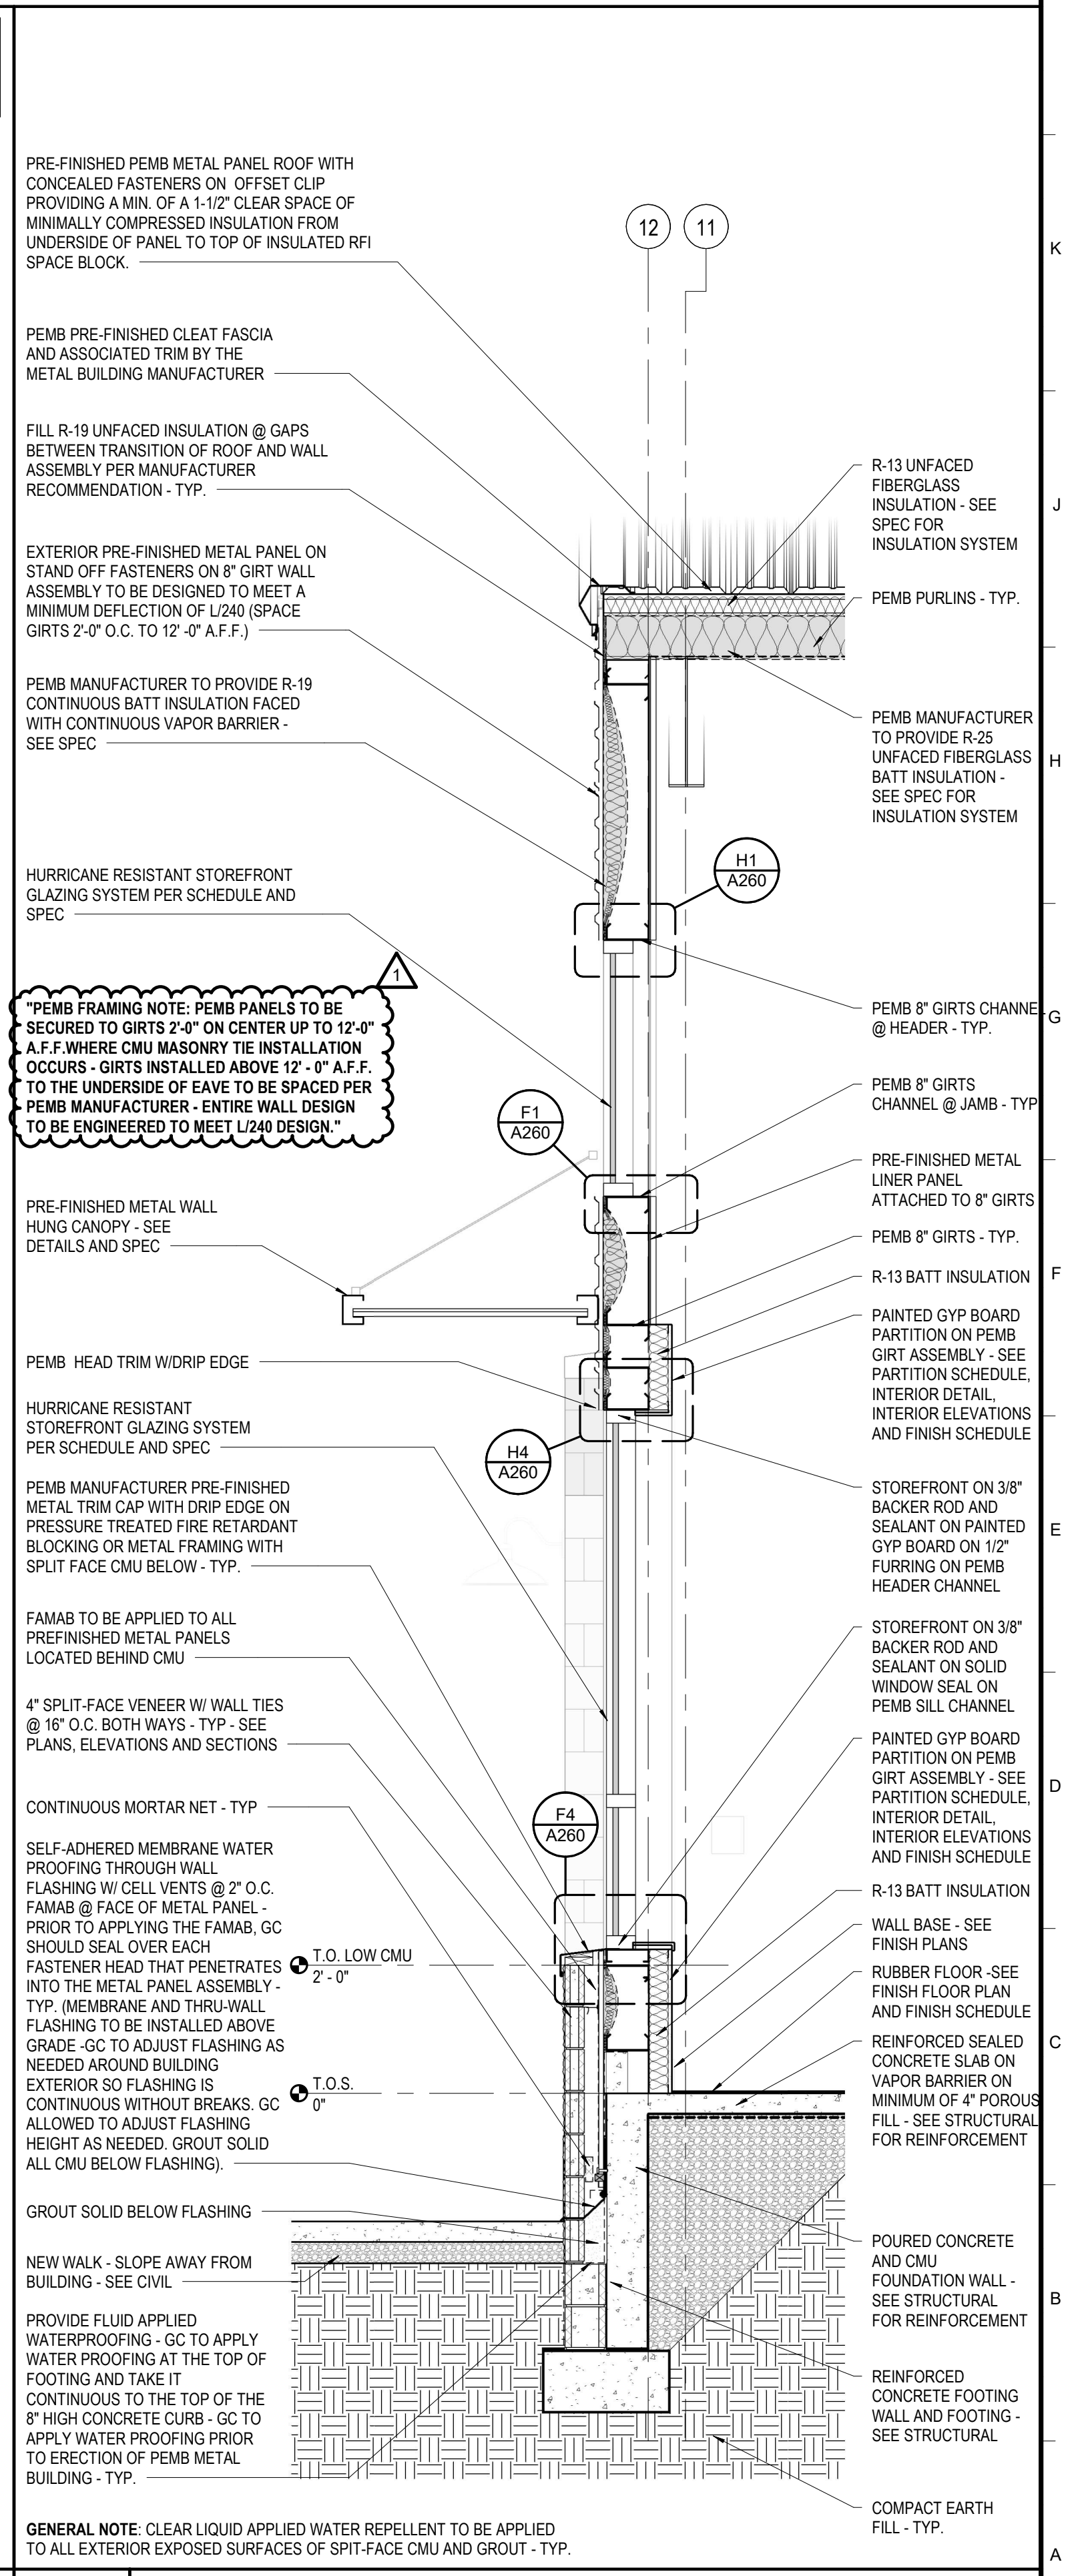 PRE-FINISHED PEMB METAL PANEL ROOF WITH
CONCEALED FASTENERS ON OFFSET CLIP
PROVIDING A MIN. OF A 1-1/2" CLEAR SPACE OF
MINIMALLY COMPRESSED INSULATION FROM
UNDERSIDE OF PANEL TO TOP OF INSULATED RFI
SPACE BLOCK.
PEMB PRE-FINISHED CLEAT FASCIA
AND ASSOCIATED TRIM BY THE
METAL BUILDING MANUFACTURER
FILL R-19 UNFACED INSULATION @ GAPS
BETWEEN TRANSITION OF ROOF AND WALL
ASSEMBLY PER MANUFACTURER
RECOMMENDATION - TYP.
EXTERIOR PRE-FINISHED METAL PANEL ON
STAND OFF FASTENERS ON 8" GIRT WALL
ASSEMBLY TO BE DESIGNED TO MEET A
MINIMUM DEFLECTION OF L/240 (SPACE
GIRTS 2'-0" O.C. TO 12' -0" A.F.F.)
PEMB MANUFACTURER TO PROVIDE R-19
CONTINUOUS BATT INSULATION FACED
WITH CONTINUOUS VAPOR BARRIER -
SEE SPEC
HURRICANE RESISTANT STOREFRONT
GLAZING SYSTEM PER SCHEDULE AND
SPEC
1
"PEMB FRAMING NOTE: PEMB PANELS TO BE
SECURED TO GIRTS 2'-0" ON CENTER UP TO 12'-0"
A.F.F.WHERE CMU MASONRY TIE INSTALLATION
OCCURS - GIRTS INSTALLED ABOVE 12' - 0" A.F.F.
TO THE UNDERSIDE OF EAVE TO BE SPACED PER
PEMB MANUFACTURER - ENTIRE WALL DESIGN
TO BE ENGINEERED TO MEET L/240 DESIGN."
PRE-FINISHED METAL WALL
HUNG CANOPY - SEE
DETAILS AND SPEC
PEMB HEAD TRIM W/DRIP EDGE
HURRICANE RESISTANT
STOREFRONT GLAZING SYSTEM
PER SCHEDULE AND SPEC
PEMB MANUFACTURER PRE-FINISHED
METAL TRIM CAP WITH DRIP EDGE ON
PRESSURE TREATED FIRE RETARDANT
BLOCKING OR METAL FRAMING WITH
SPLIT FACE CMU BELOW - TYP.
FAMAB TO BE APPLIED TO ALL
PREFINISHED METAL PANELS
LOCATED BEHIND CMU
4" SPLIT-FACE VENEER W/ WALL TIES
@ 16" O.C. BOTH WAYS - TYP - SEE
PLANS, ELEVATIONS AND SECTIONS
CONTINUOUS MORTAR NET - TYP
SELF-ADHERED MEMBRANE WATER
PROOFING THROUGH WALL
FLASHING W/ CELL VENTS @ 2" O.C.
FAMAB @ FACE OF METAL PANEL -
PRIOR TO APPLYING THE FAMAB, GC
SHOULD SEAL OVER EACH
FASTENER HEAD THAT PENETRATES
INTO THE METAL PANEL ASSEMBLY -
TYP. (MEMBRANE AND THRU-WALL
FLASHING TO BE INSTALLED ABOVE
GRADE -GC TO ADJUST FLASHING AS
NEEDED AROUND BUILDING
EXTERIOR SO FLASHING IS
CONTINUOUS WITHOUT BREAKS. GC
ALLOWED TO ADJUST FLASHING
HEIGHT AS NEEDED. GROUT SOLID
ALL CMU BELOW FLASHING).
GROUT SOLID BELOW FLASHING
NEW WALK - SLOPE AWAY FROM
BUILDING - SEE CIVIL
PROVIDE FLUID APPLIED
WATERPROOFING - GC TO APPLY
WATER PROOFING AT THE TOP OF
FOOTING AND TAKE IT
CONTINUOUS TO THE TOP OF THE
8" HIGH CONCRETE CURB - GC TO
APPLY WATER PROOFING PRIOR
TO ERECTION OF PEMB METAL
BUILDING - TYP.
GENERAL NOTE: CLEAR LIQUID APPLIED WATER REPELLENT TO BE APPLIED
TO ALL EXTERIOR EXPOSED SURFACES OF SPIT-FACE CMU AND GROUT - TYP.
12
11
H1
A260
F1
A260
H4
A260
F4
A260
T.O. LOW CMU
2' - 0"
T.O.S.
0"
R-13 UNFACED
FIBERGLASS
INSULATION - SEE
SPEC FOR
INSULATION SYSTEM
PEMB PURLINS - TYP.
PEMB MANUFACTURER
TO PROVIDE R-25
UNFACED FIBERGLASS
BATT INSULATION -
SEE SPEC FOR
INSULATION SYSTEM
PEMB 8" GIRTS CHANNE
@ HEADER - TYP.
PEMB 8" GIRTS
CHANNEL @ JAMB - TYP
PRE-FINISHED METAL
LINER PANEL
ATTACHED TO 8" GIRTS
PEMB 8" GIRTS - TYP.
R-13 BATT INSULATION
PAINTED GYP BOARD
PARTITION ON PEMB
GIRT ASSEMBLY - SEE
PARTITION SCHEDULE,
INTERIOR DETAIL,
INTERIOR ELEVATIONS
AND FINISH SCHEDULE
STOREFRONT ON 3/8"
BACKER ROD AND
SEALANT ON PAINTED
GYP BOARD ON 1/2"
FURRING ON PEMB
HEADER CHANNEL
STOREFRONT ON 3/8"
BACKER ROD AND
SEALANT ON SOLID
WINDOW SEAL ON
PEMB SILL CHANNEL
PAINTED GYP BOARD
PARTITION ON PEMB
GIRT ASSEMBLY - SEE
PARTITION SCHEDULE,
INTERIOR DETAIL,
INTERIOR ELEVATIONS
AND FINISH SCHEDULE
R-13 BATT INSULATION
WALL BASE - SEE
FINISH PLANS
RUBBER FLOOR -SEE
FINISH FLOOR PLAN
AND FINISH SCHEDULE
REINFORCED SEALED
CONCRETE SLAB ON
VAPOR BARRIER ON
MINIMUM OF 4" POROUS
FILL - SEE STRUCTURAL
FOR REINFORCEMENT
POURED CONCRETE
AND CMU
FOUNDATION WALL -
SEE STRUCTURAL
FOR REINFORCEMENT
REINFORCED
CONCRETE FOOTING
WALL AND FOOTING -
SEE STRUCTURAL
COMPACT EARTH
FILL - TYP.
K
J
H
G
F
E
D
C
B
A